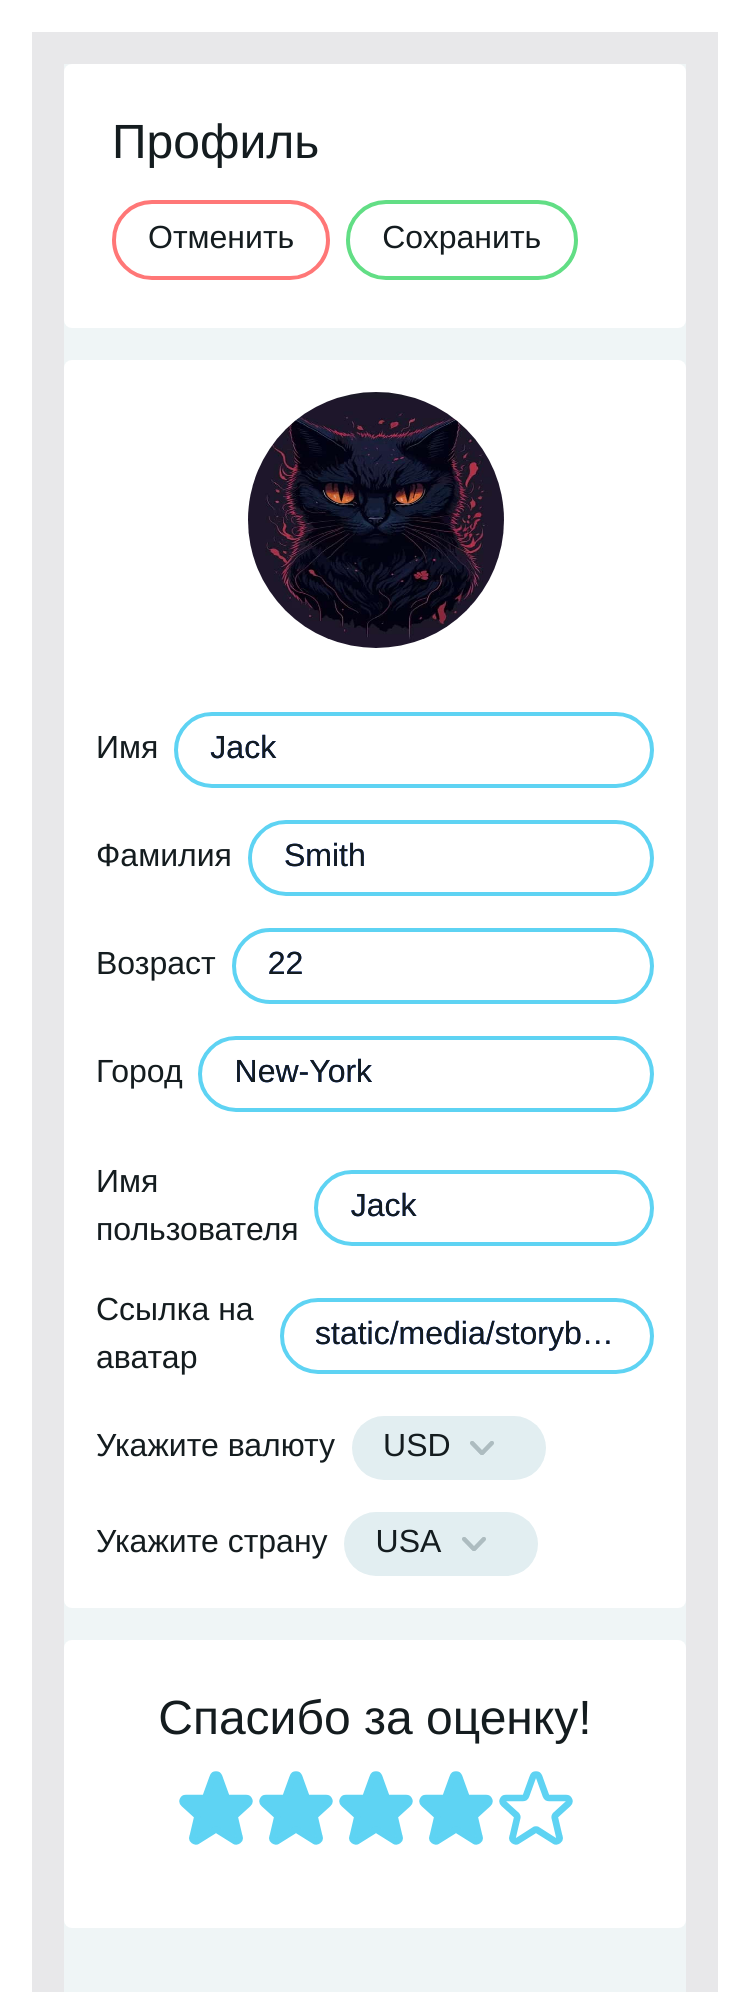 Профиль
Отменить Сохранить
Имя Jack
Фамилия Smith
Возраст 22
Город New-York
Имя
пользователя Jack
Ссылка на
аватар static/media/storyb…
Укажите валюту USD
Укажите страну USA
Спасибо за оценку!